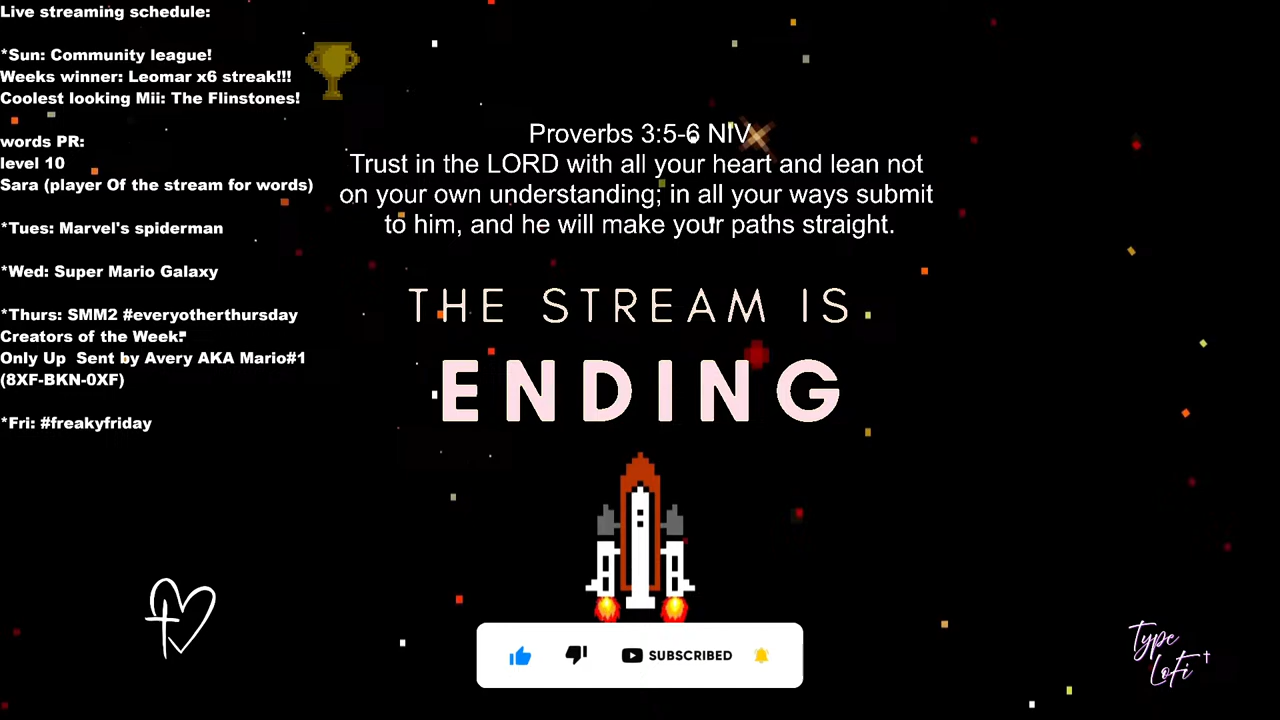 Live streaming schedule:
*Sun: Community league!
Weeks winner: Leomar x6 streak!!!
Coolest looking Mii: The Flinstones!
words PR:
level 10
Sara (player Of the stream for words)
*Tues: Marvel's spiderman
*Wed: Super Mario Galaxy
*Thurs: SMM2 #everyotherthursday
Creators of the Week:
Only Up  Sent by Avery AKA Mario#1
(8XF-BKN-0XF)
*Fri: #freakyfriday
Proverbs 3:5-6 NIV
Trust in the LORD with all your heart and lean not
on your own understanding; in all your ways submit
to him, and he will make your paths straight.
THE STREAM IS
ENDING
SUBSCRIBED
Type
LoFi